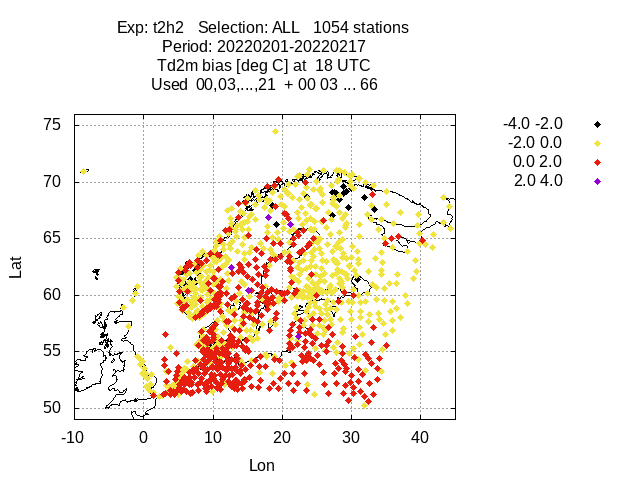 Exp: t2h2 Selection: ALL 1054 stations
Period: 20220201-20220217
Td2m bias [deg C] at 18 UTC
Used 00,03,...,21 + 00 03 ... 66
-4.0 -2.0
-2.0 0.0
0.0 2.0
2.0 4.0
75
70
65
60
55
50
Lat
-10 0 10 20 30 40
Lon